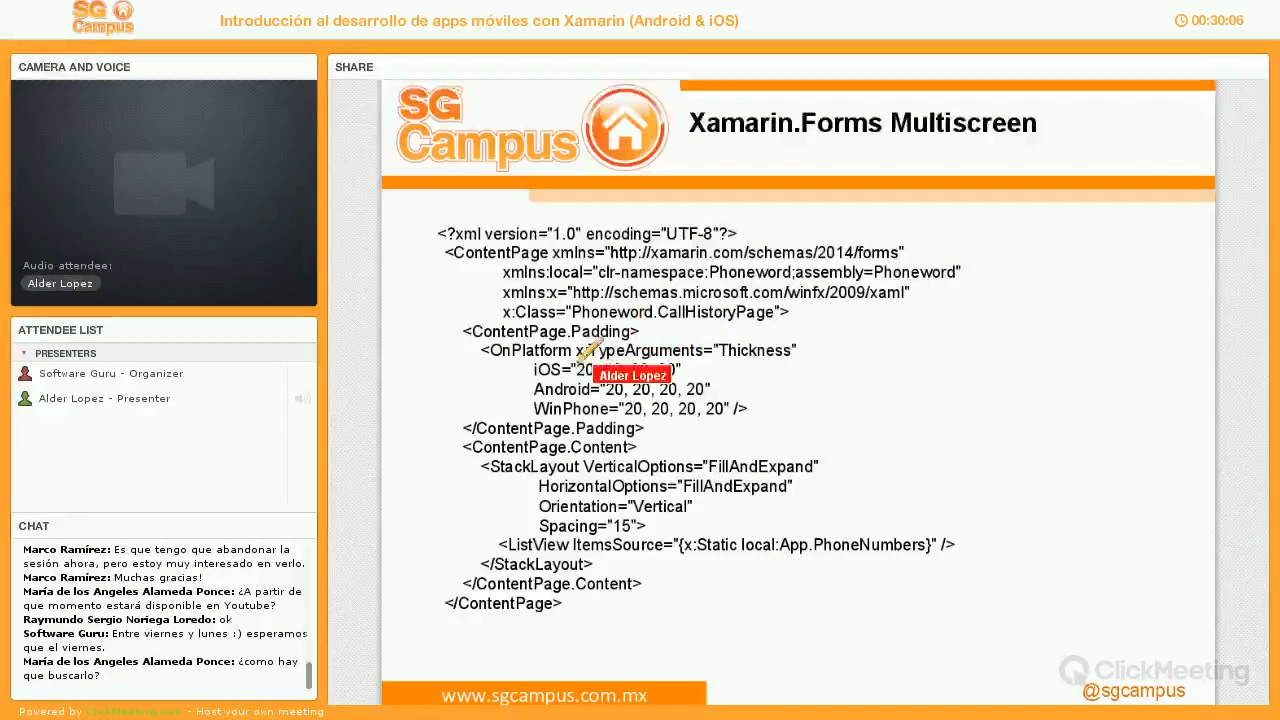 SG
Campus
Introducción al desarrollo de apps móviles con Xamarin (Android & iOS)
00:30:06
CAMERA AND VOICE
Audio attendee:
Alder Lopez
ATTENDEE LIST
PRESENTERS
Software Guru - Organizer
Alder Lopez - Presenter
CHAT
Marco Ramírez: Es que tengo que abandonar la
sesión ahora, pero estoy muy interesado en verlo.
Marco Ramírez: Muchas gracias!
María de los Angeles Alameda Ponce: ¿A partir de
que momento estará disponible en Youtube?
Raymundo Sergio Noriega Loredo: ok
Software Guru: Entre viernes y lunes :) esperamos
que el viernes.
María de los Angeles Alameda Ponce: ¿como hay
que buscarlo?
SHARE
SG
Campus
Xamarin.Forms Multiscreen
<?xml version="1.0" encoding="UTF-8"?>
<ContentPage xmlns="http://xamarin.com/schemas/2014/forms"
xmlns:local="clr-namespace:Phoneword;assembly=Phoneword"
xmlns:x="http://schemas.microsoft.com/winfx/2009/xaml"
x:Class="Phoneword.CallHistoryPage">
<ContentPage.Padding>
<OnPlatform x:TypeArguments="Thickness"
iOS="20
Alder Lopez
Android="20, 20, 20, 20"
WinPhone="20, 20, 20, 20" />
</ContentPage.Padding>
<ContentPage.Content>
<StackLayout VerticalOptions="FillAndExpand"
HorizontalOptions="FillAndExpand"
Orientation="Vertical"
Spacing="15">
<ListView ItemsSource="{x:Static local:App.PhoneNumbers}" />
</StackLayout>
</ContentPage.Content>
</ContentPage>
ClickMeeting
www.sgcampus.com.mx
@sgcampus
Powered by ClickMeeting.com - Host your own meeting